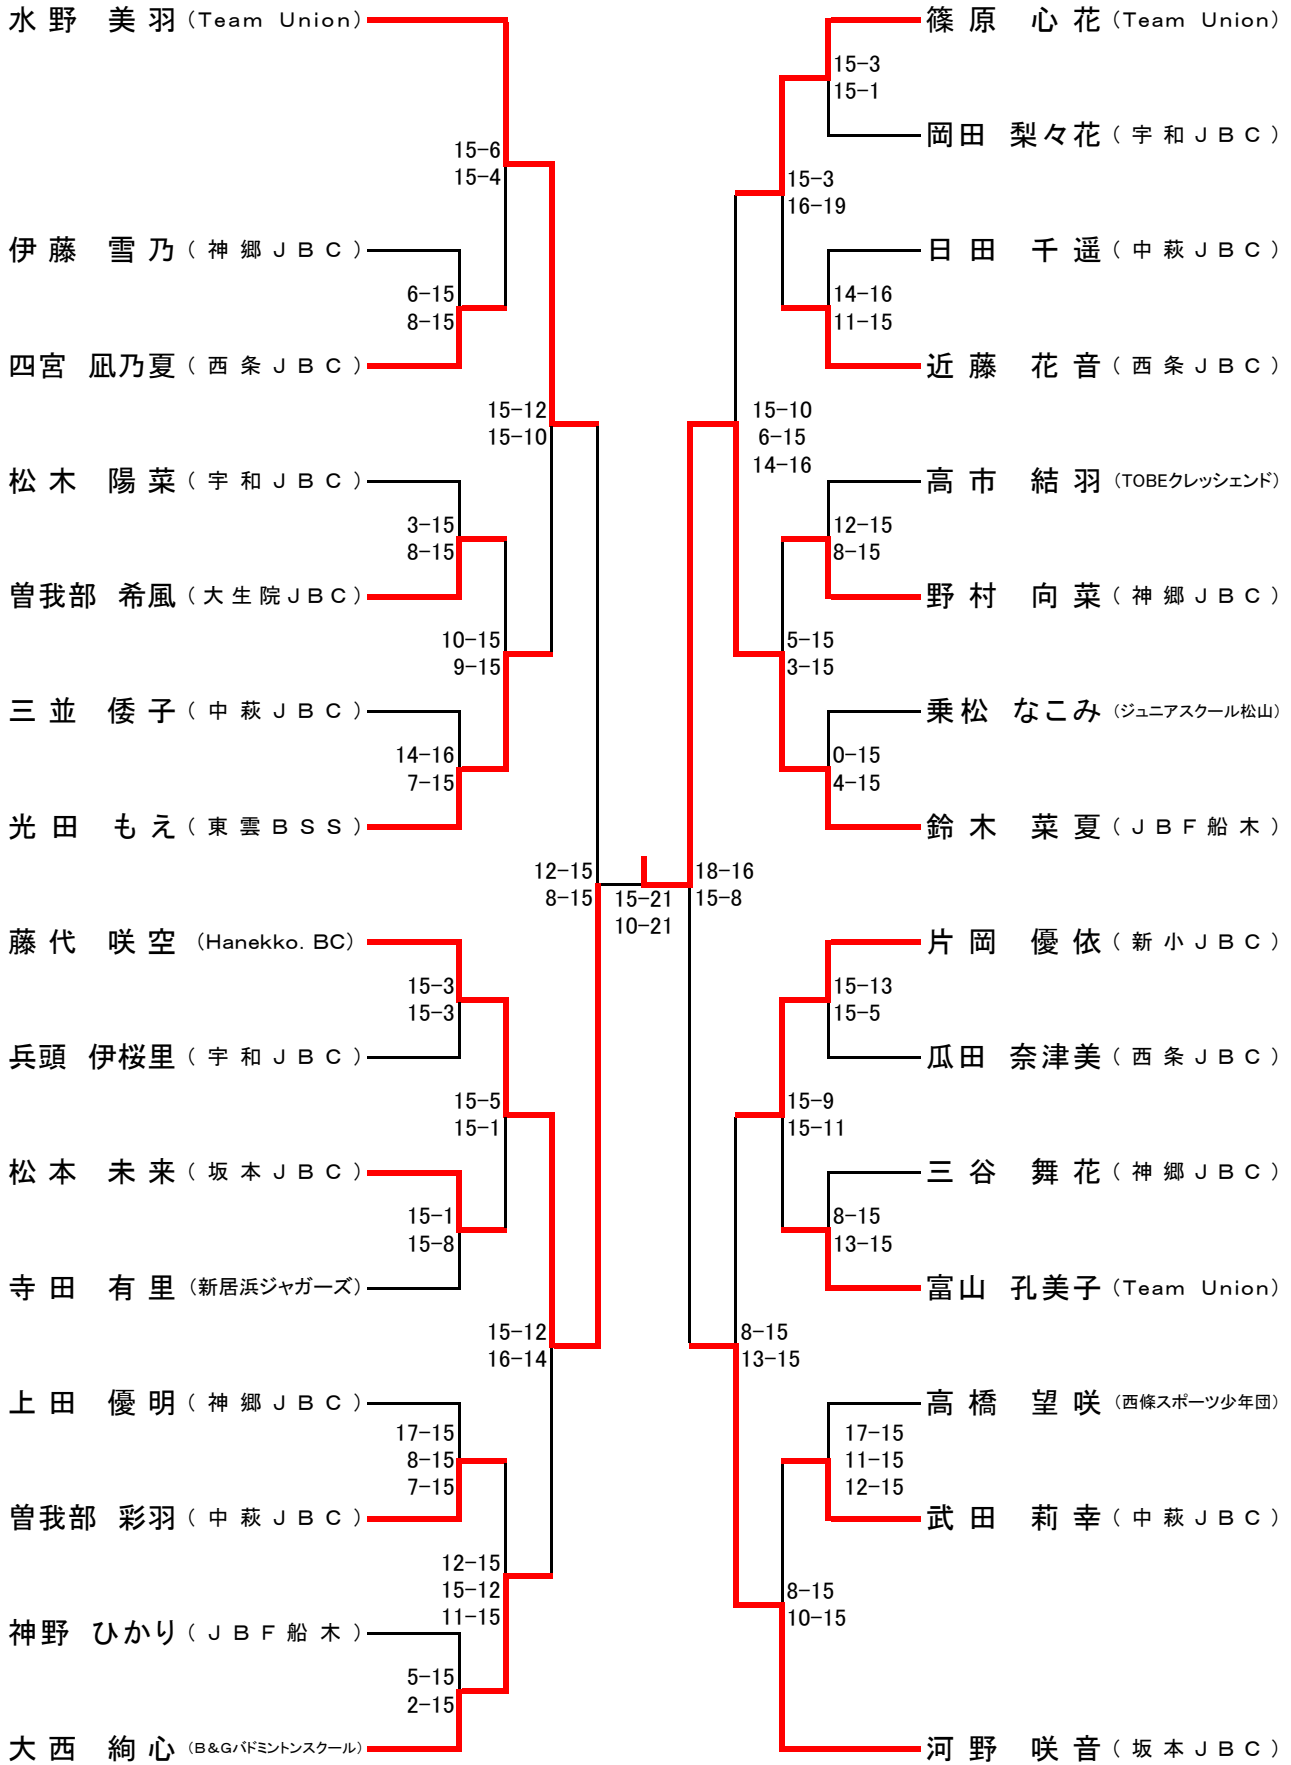 水野 美羽 (Team Union)
15-6
15-4
伊藤 雪乃 (神郷JBC)
6-15
8-15
四宮 凪乃夏 (西条JBC)
15-12
15-10
松木 陽菜 (宇和JBC)
3-15
8-15
曽我部 希風 (大生院JBC)
10-15
9-15
三並 倭子 (中萩JBC)
14-16
7-15
光田 もえ (東雲BSS)
12-15
8-15
15-21
10-21
藤代 咲空 (Hanekko.BC)
15-3
15-3
兵頭 伊桜里 (宇和JBC)
15-5
15-1
松本 未来 (坂本JBC)
15-1
15-8
寺田 有里 (新居浜ジャガーズ)
15-12
16-14
上田 優明 (神郷JBC)
17-15
8-15
7-15
曽我部 彩羽 (中萩JBC)
12-15
15-12
11-15
神野 ひかり (JBF船木)
5-15
2-15
大西 絢心 (B&Gバドミントンスクール)
篠原 心花 (Team Union)
15-3
15-1
岡田 梨々花 (宇和JBC)
15-3
16-19
日田 千遥 (中萩JBC)
14-16
11-15
近藤 花音 (西条JBC)
15-10
6-15
14-16
高市 結羽 (TOBEクレッシェンド)
12-15
8-15
野村 向菜 (神郷JBC)
5-15
3-15
乗松 なこみ (ジュニアスクール松山)
0-15
4-15
鈴木 菜夏 (JBF船木)
18-16
15-8
片岡 優依 (新小JBC)
15-13
15-5
瓜田 奈津美 (西条JBC)
15-9
15-11
三谷 舞花 (神郷JBC)
8-15
13-15
富山 孔美子 (Team Union)
8-15
13-15
高橋 望咲 (西條スポーツ少年団)
17-15
11-15
12-15
武田 莉幸 (中萩JBC)
8-15
10-15
河野 咲音 (坂本JBC)